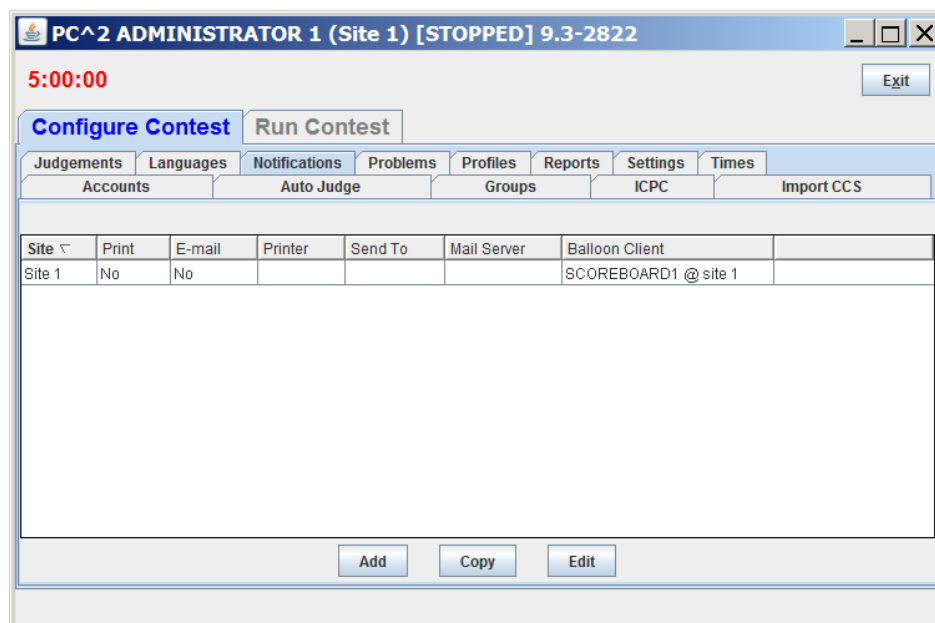 PC^2 ADMINISTRATOR 1 (Site 1) [STOPPED] 9.3-2822
5:00:00
Exit
Configure Contest Run Contest
Judgements Languages Notifications Problems Profiles Reports Settings Times
Accounts Auto Judge Groups ICPC Import CCS
Site Print E-mail Printer Send To Mail Server Balloon Client
Site 1 No No SCOREBOARD1 @ site 1
Add Copy Edit